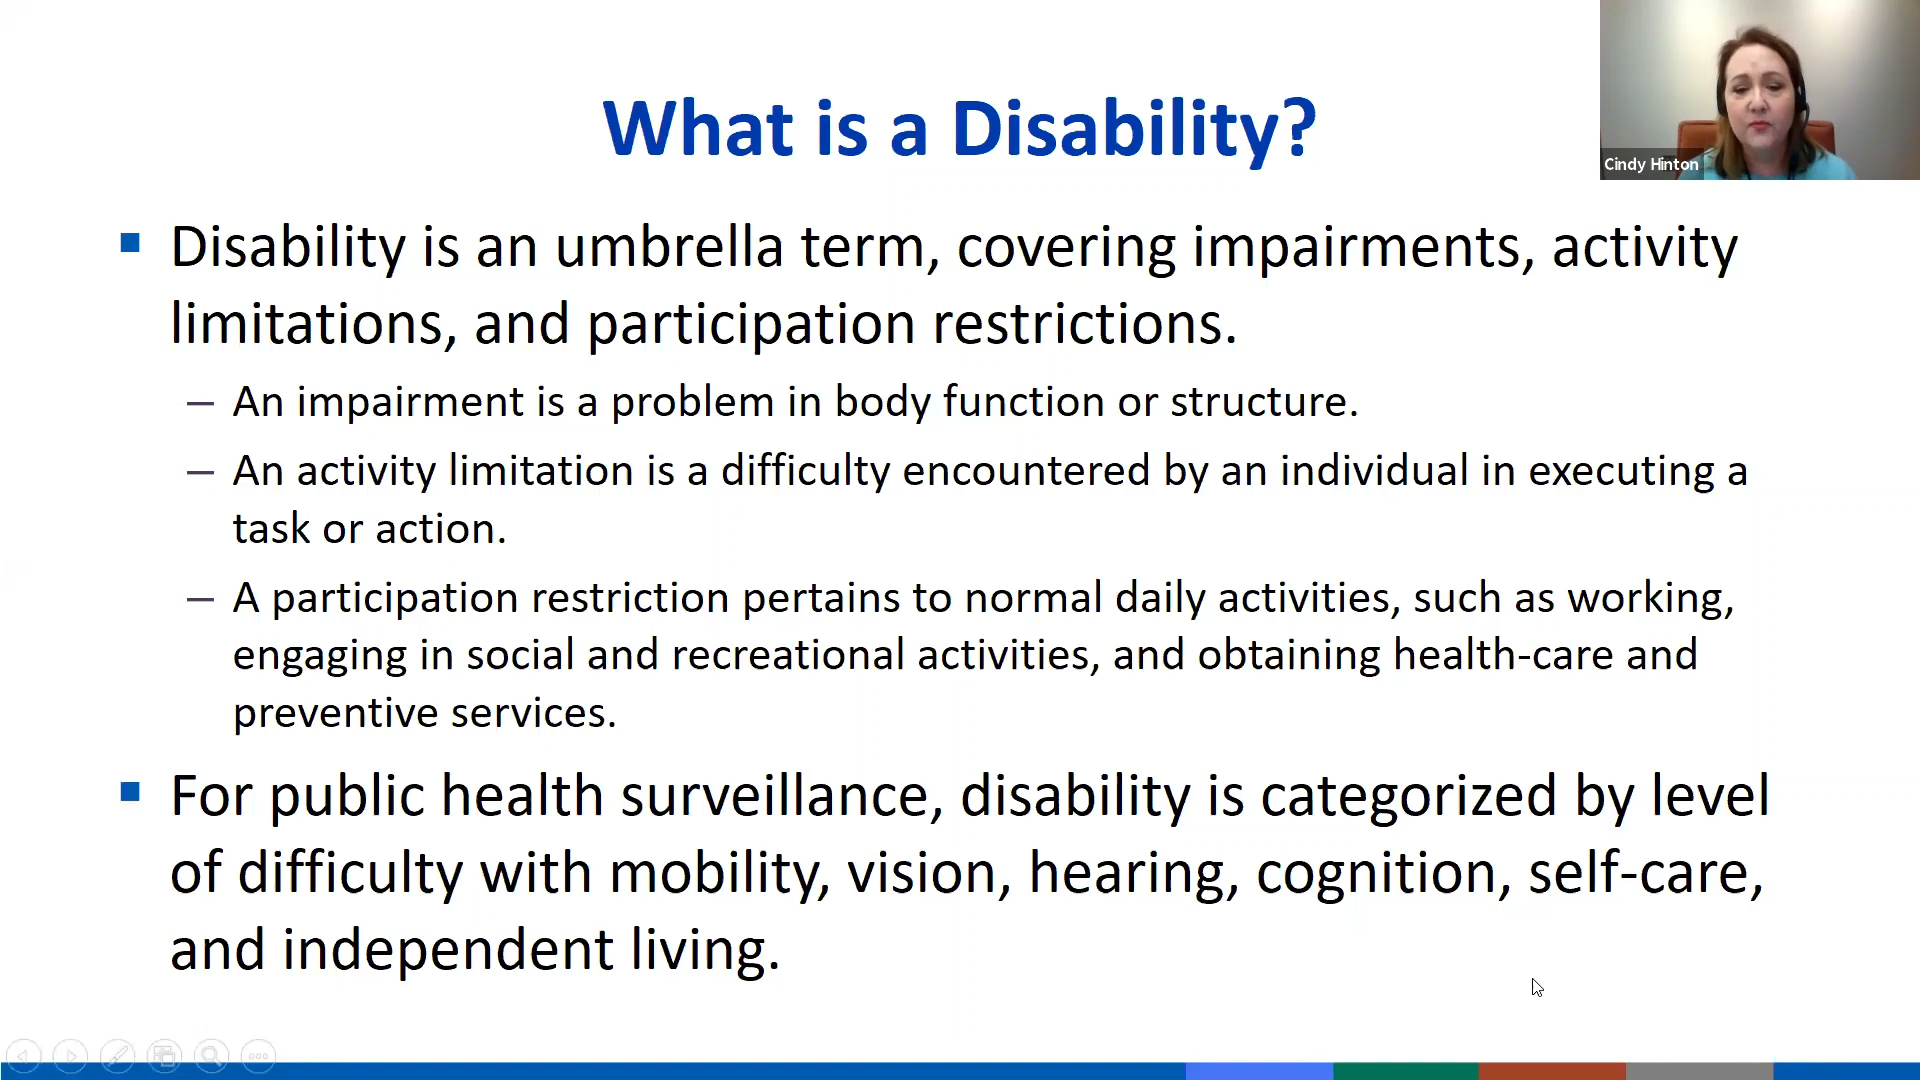 What is a Disability?
Cindy Hinton
▪ Disability is an umbrella term, covering impairments, activity
limitations, and participation restrictions.
– An impairment is a problem in body function or structure.
– An activity limitation is a difficulty encountered by an individual in executing a
task or action.
– A participation restriction pertains to normal daily activities, such as working,
engaging in social and recreational activities, and obtaining health-care and
preventive services.
▪ For public health surveillance, disability is categorized by level
of difficulty with mobility, vision, hearing, cognition, self-care,
and independent living.